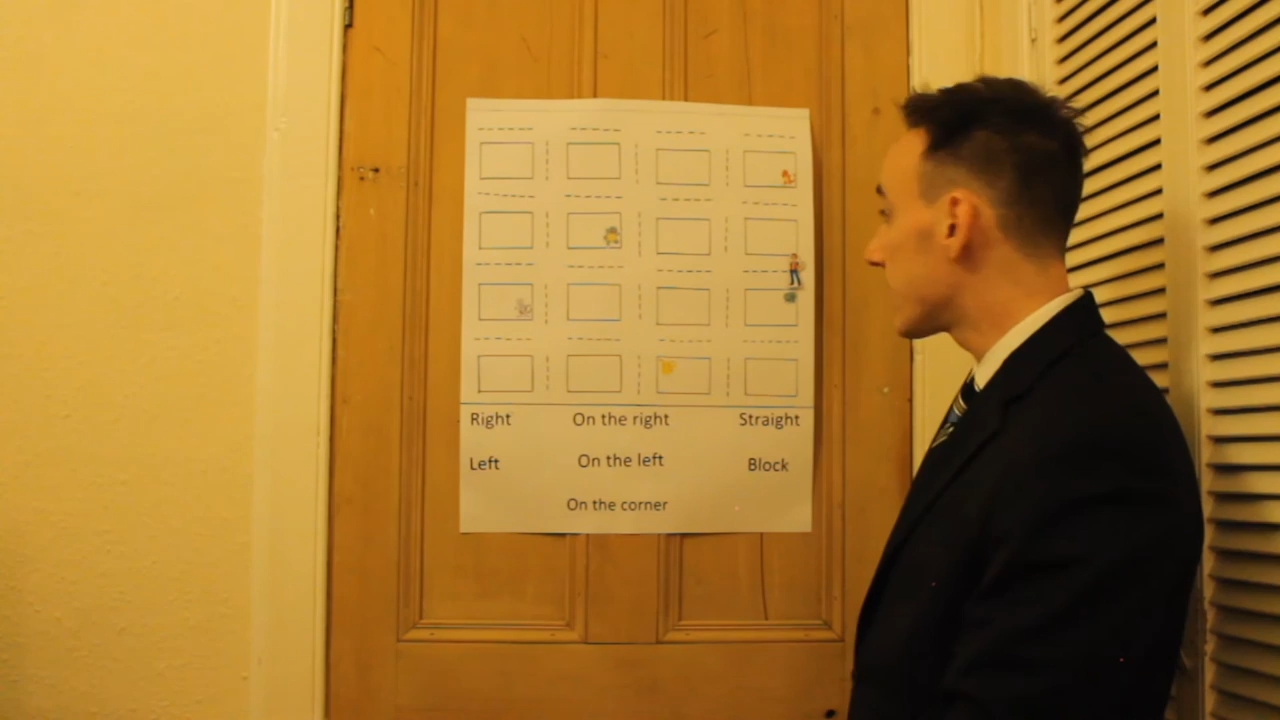 Right On the right Straight
Left On the left Block
On the corner